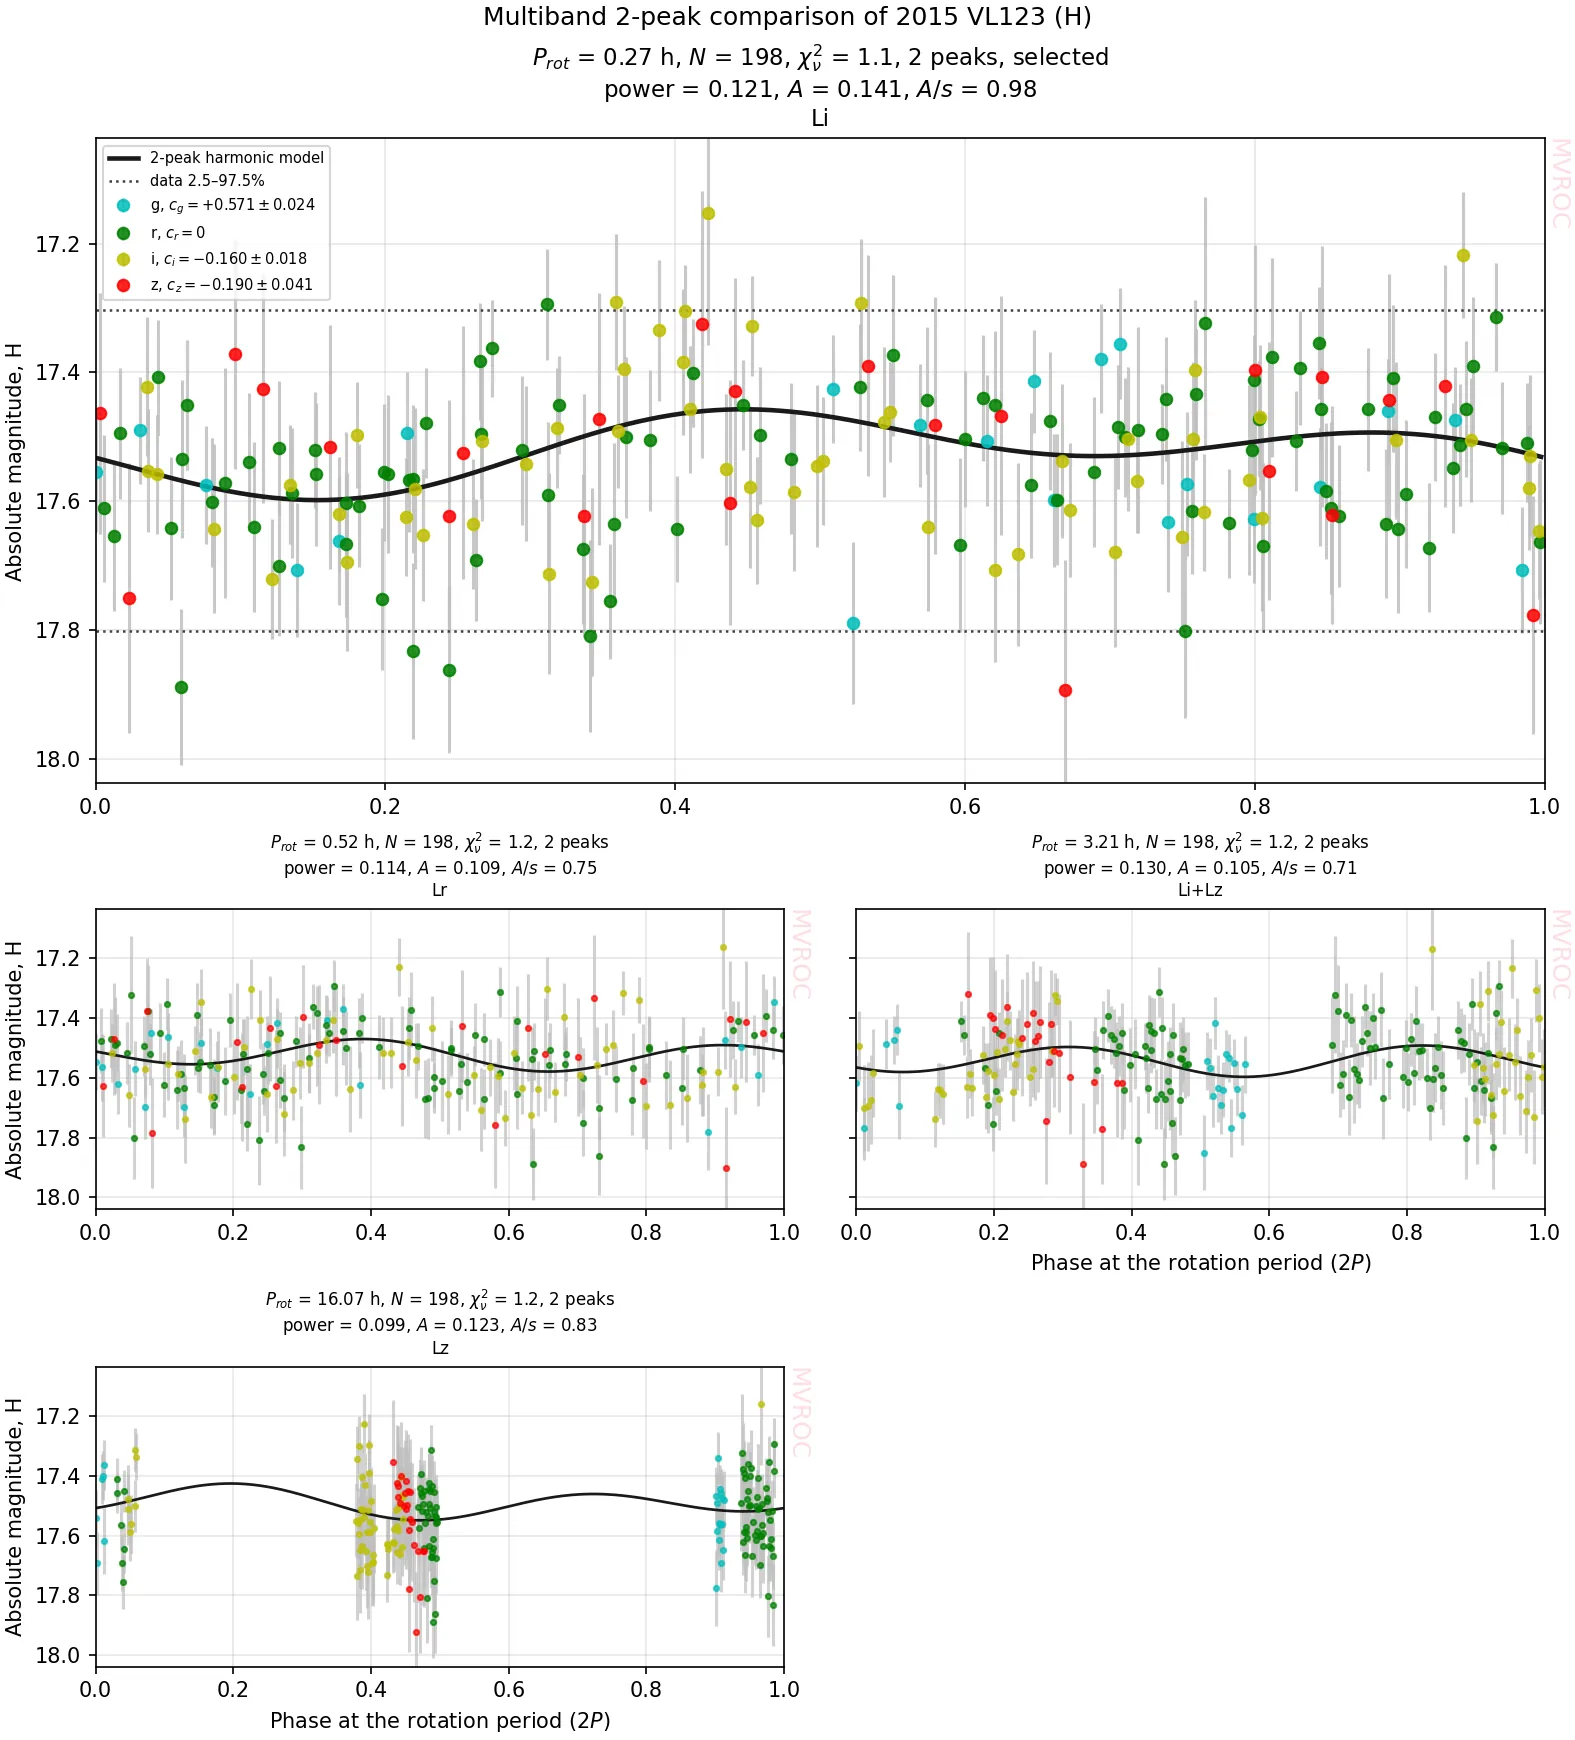 Multiband 2-peak comparison of 2015 VL123 (H)
P_rot = 0.27 h, N = 198, χ²_ν = 1.1, 2 peaks, selected
power = 0.121, A = 0.141, A/s = 0.98
Li
2-peak harmonic model
data 2.5–97.5%
g, c_g = +0.571 ± 0.024
r, c_r = 0
i, c_i = −0.160 ± 0.018
z, c_z = −0.190 ± 0.041
Absolute magnitude, H
17.2
17.4
17.6
17.8
18.0
0.0 0.2 0.4 0.6 0.8 1.0
MVROC
P_rot = 0.52 h, N = 198, χ²_ν = 1.2, 2 peaks
power = 0.114, A = 0.109, A/s = 0.75
Lr
Absolute magnitude, H
17.2
17.4
17.6
17.8
18.0
0.0 0.2 0.4 0.6 0.8 1.0
MVROC
P_rot = 3.21 h, N = 198, χ²_ν = 1.2, 2 peaks
power = 0.130, A = 0.105, A/s = 0.71
Li+Lz
0.0 0.2 0.4 0.6 0.8 1.0
Phase at the rotation period (2P)
MVROC
P_rot = 16.07 h, N = 198, χ²_ν = 1.2, 2 peaks
power = 0.099, A = 0.123, A/s = 0.83
Lz
Absolute magnitude, H
17.2
17.4
17.6
17.8
18.0
0.0 0.2 0.4 0.6 0.8 1.0
Phase at the rotation period (2P)
MVROC